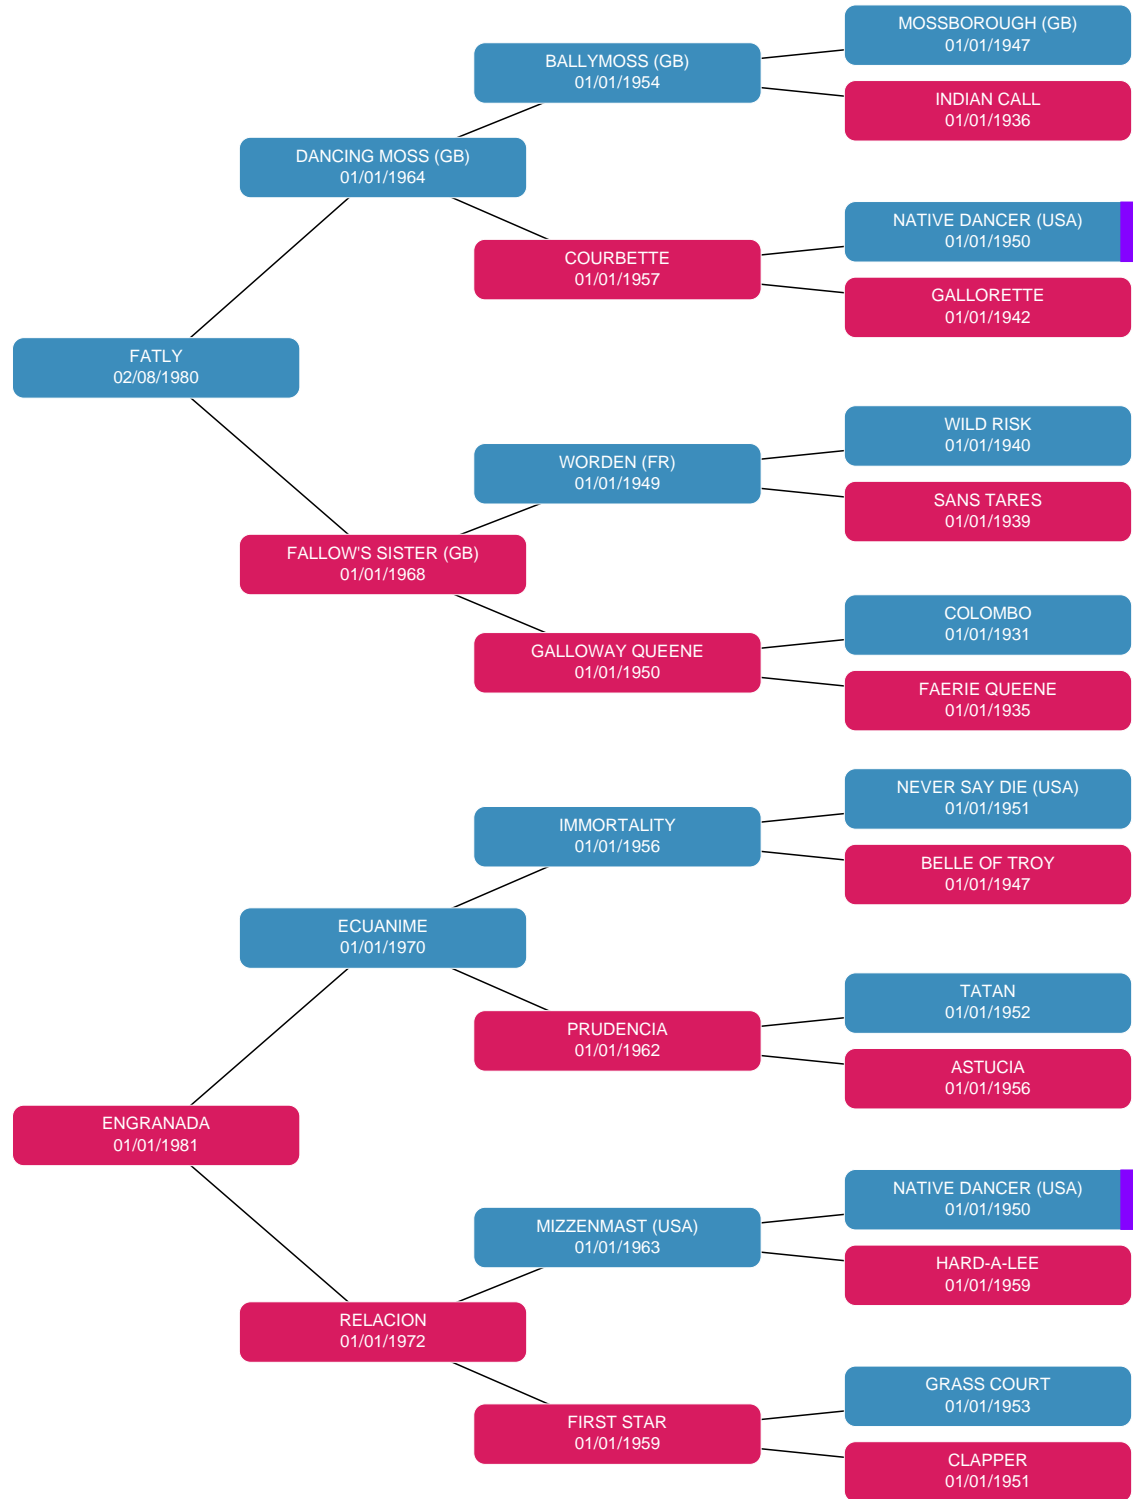 MOSSBOROUGH (GB)
01/01/1947
BALLYMOSS (GB)
01/01/1954
INDIAN CALL
01/01/1936
DANCING MOSS (GB)
01/01/1964
NATIVE DANCER (USA)
01/01/1950
COURBETTE
01/01/1957
GALLORETTE
01/01/1942
FATLY
02/08/1980
WILD RISK
01/01/1940
WORDEN (FR)
01/01/1949
SANS TARES
01/01/1939
FALLOW'S SISTER (GB)
01/01/1968
COLOMBO
01/01/1931
GALLOWAY QUEENE
01/01/1950
FAERIE QUEENE
01/01/1935
NEVER SAY DIE (USA)
01/01/1951
IMMORTALITY
01/01/1956
BELLE OF TROY
01/01/1947
ECUANIME
01/01/1970
TATAN
01/01/1952
PRUDENCIA
01/01/1962
ASTUCIA
01/01/1956
ENGRANADA
01/01/1981
NATIVE DANCER (USA)
01/01/1950
MIZZENMAST (USA)
01/01/1963
HARD-A-LEE
01/01/1959
RELACION
01/01/1972
GRASS COURT
01/01/1953
FIRST STAR
01/01/1959
CLAPPER
01/01/1951